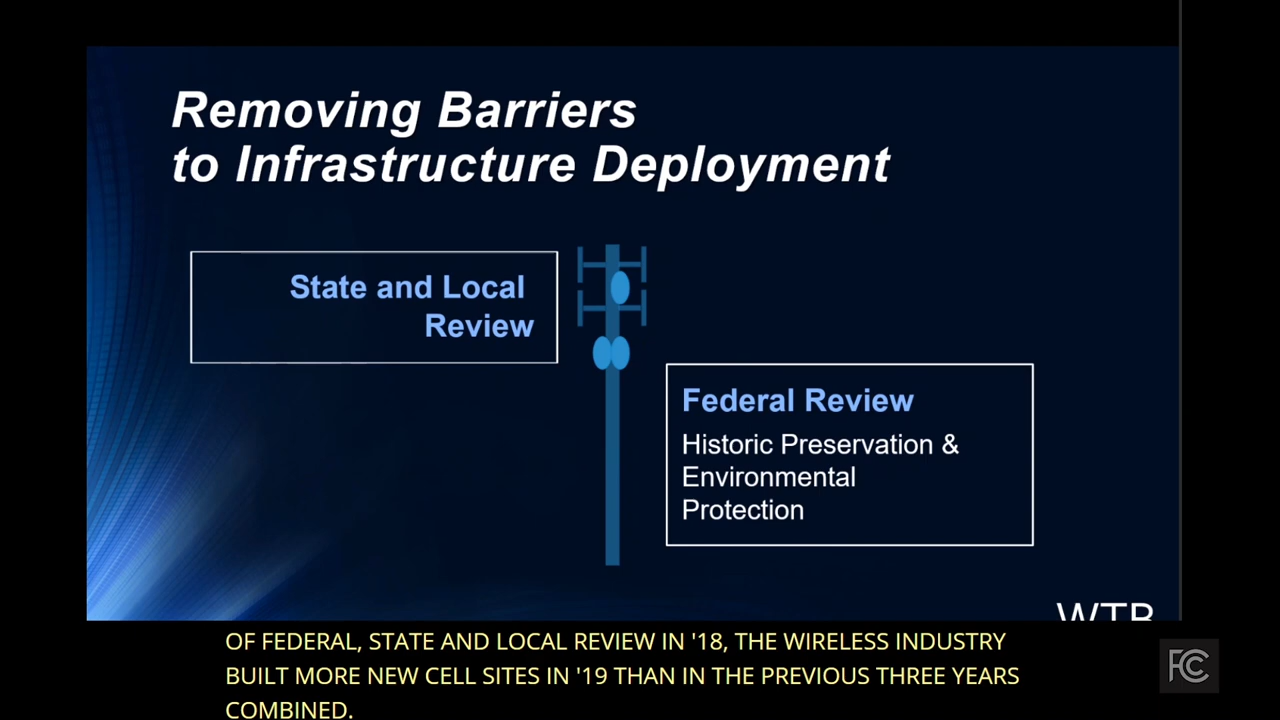 Removing Barriers
to Infrastructure Deployment
State and Local
Review
Federal Review
Historic Preservation &
Environmental
Protection
WTB
OF FEDERAL, STATE AND LOCAL REVIEW IN '18, THE WIRELESS INDUSTRY
BUILT MORE NEW CELL SITES IN '19 THAN IN THE PREVIOUS THREE YEARS
COMBINED.
FCC